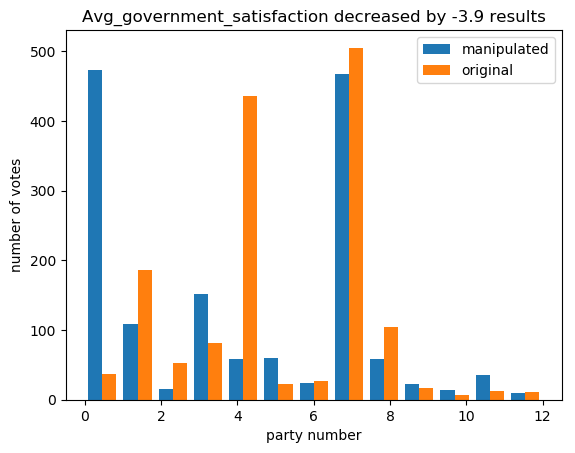 Avg_government_satisfaction decreased by -3.9 results
manipulated
original
number of votes
500
400
300
200
100
0
0 2 4 6 8 10 12
party number